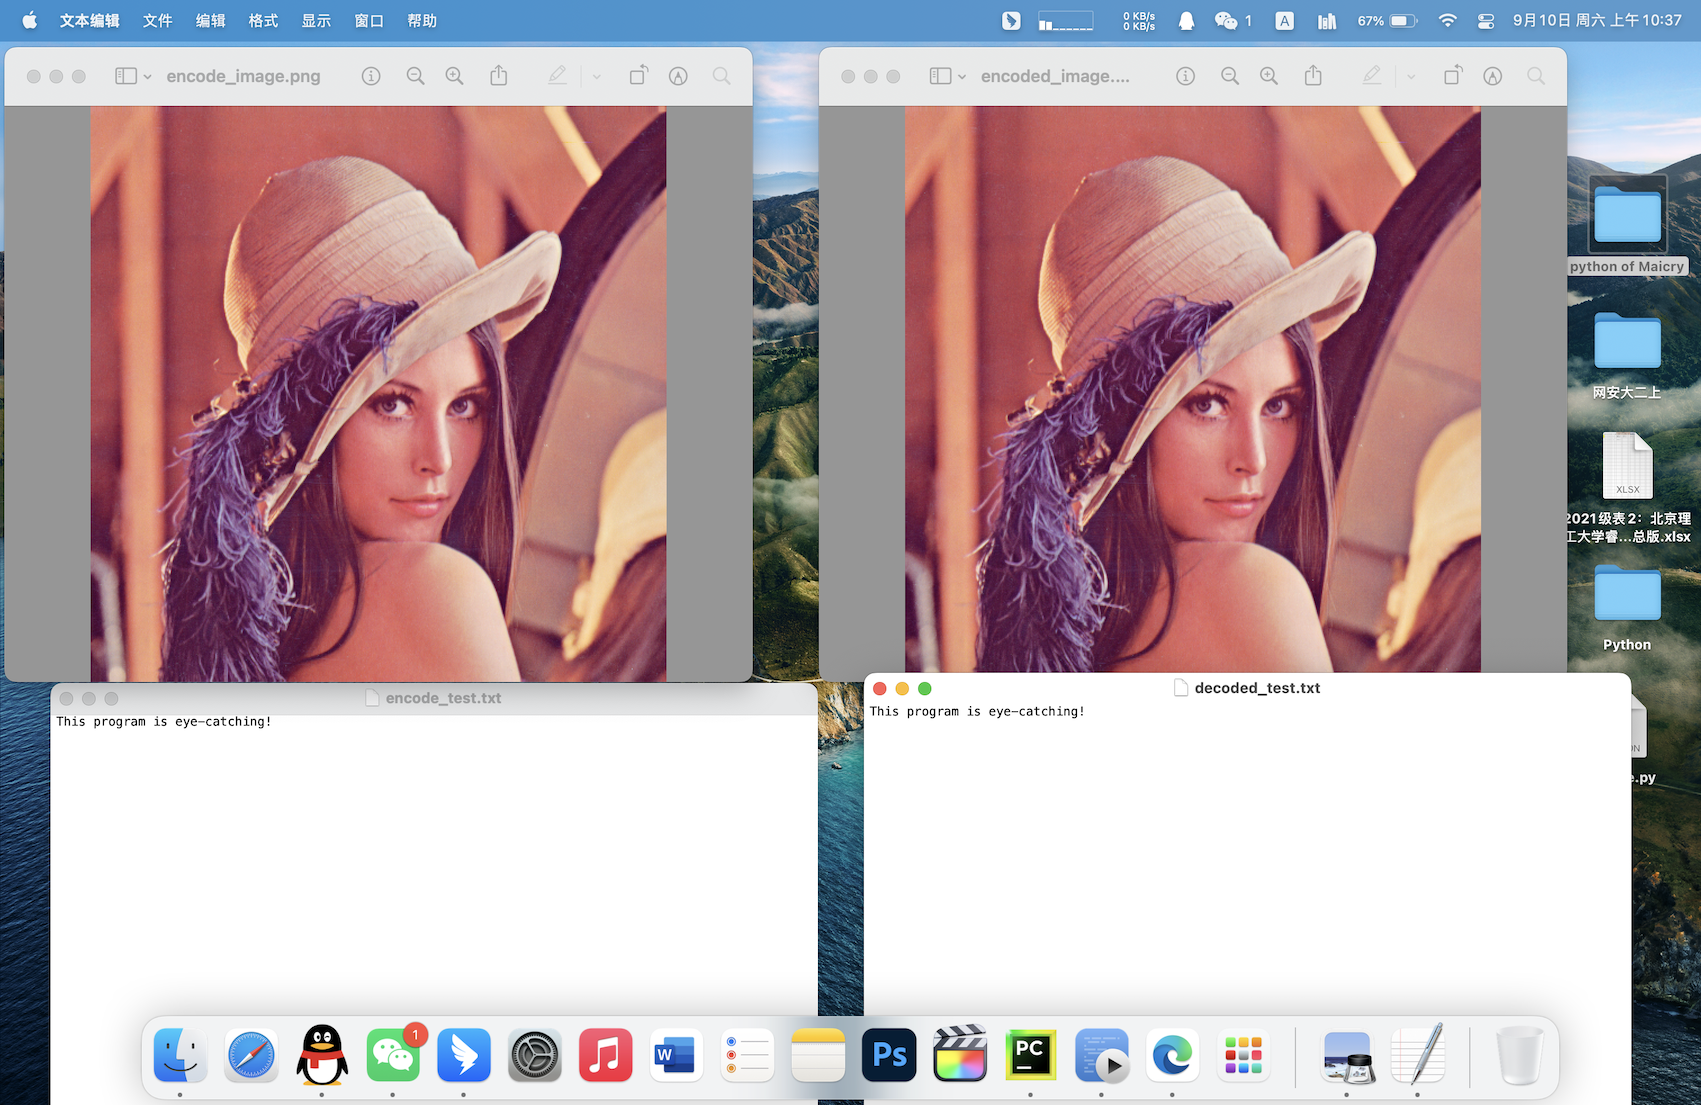 文本编辑 文件 编辑 格式 显示 窗口 帮助
0 KB/s
0 KB/s
1
A
67%
9月10日 周六 上午10:37
encode_image.png
encoded_image....
python of Maicry
网安大二上
XLSX
2021级表2：北京理
工大学睿...总版.xlsx
Python
encode_test.txt
This program is eye-catching!
decoded_test.txt
This program is eye-catching!
e.py
1
W
Ps
PC